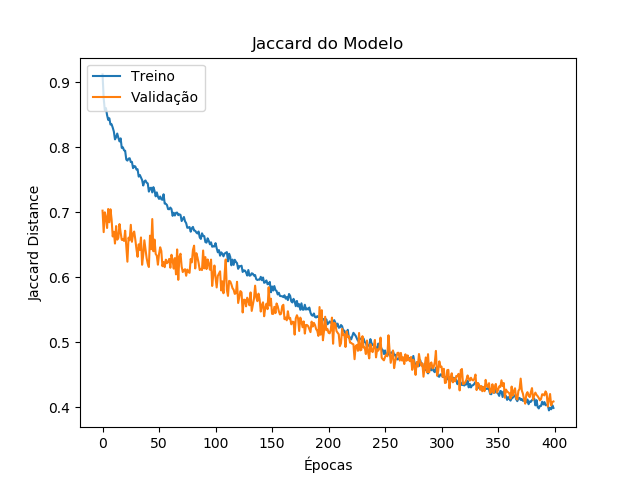 Jaccard do Modelo
Treino
Validação
0.9
0.8
0.7
0.6
0.5
0.4
Jaccard Distance
0 50 100 150 200 250 300 350 400
Épocas